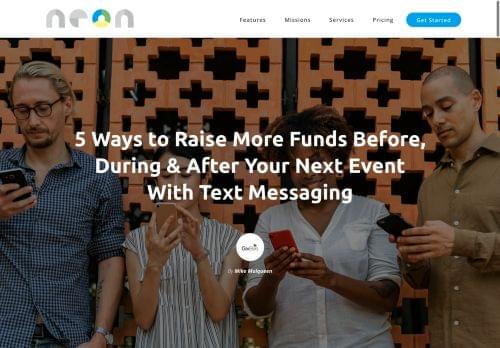 neon
Features
Missions
Services
Pricing
Get Started
5 Ways to Raise More Funds Before,
During & After Your Next Event
With Text Messaging
By Mike Mulqueen